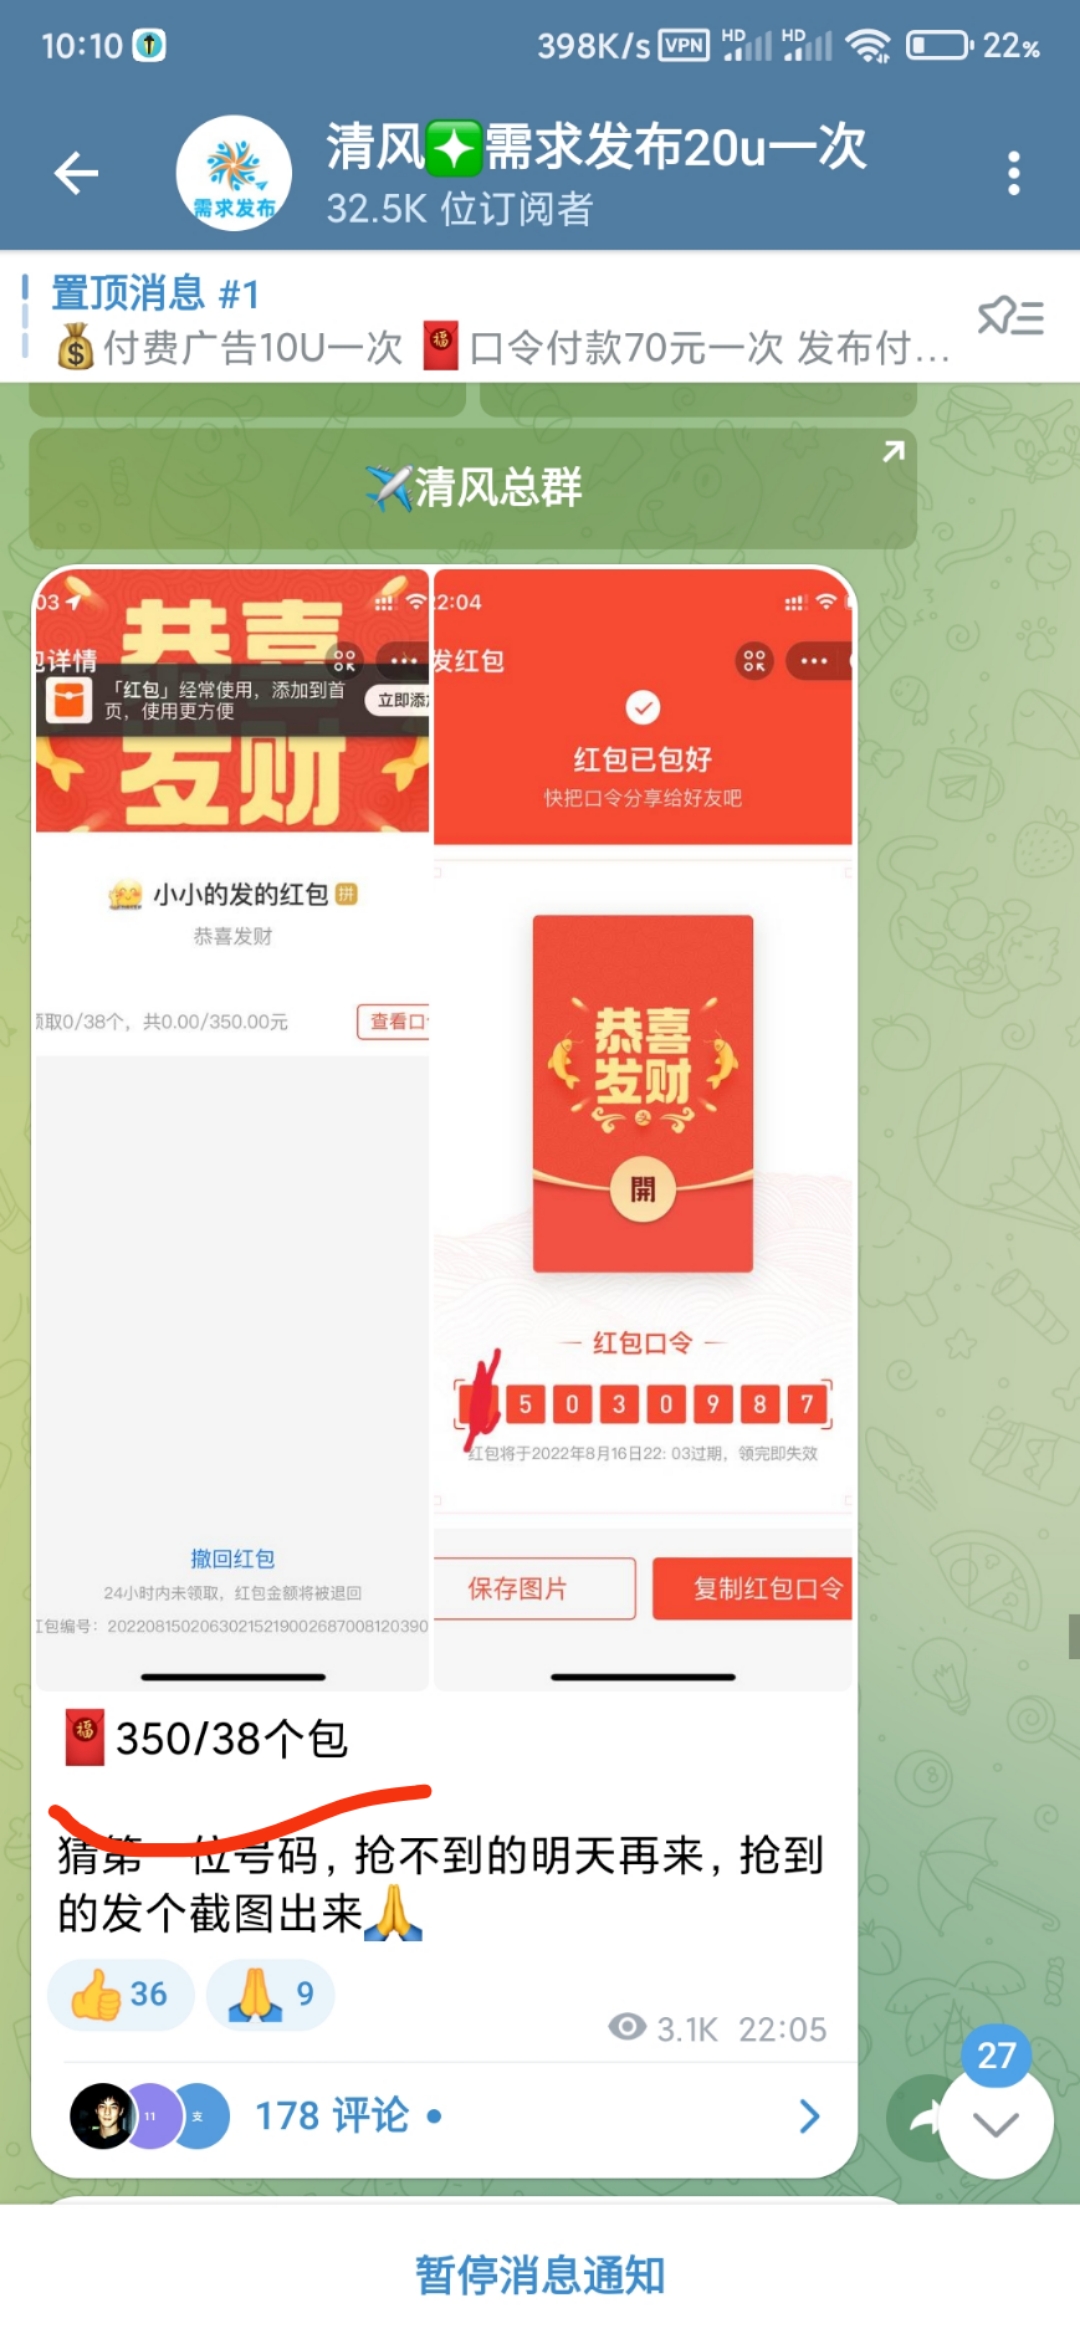 10:10 398K/s VPN HD HD 22%
清风需求发布20u一次
需求发布
32.5K 位订阅者
置顶消息 #1
付费广告10U一次 口令付款70元一次 发布付...
清风总群
03
包详情
恭喜
「红包」经常使用，添加到首
页，使用更方便
立即添
发财
小小的发的红包 拼
恭喜发财
领取0/38个，共0.00/350.00元
查看口
撤回红包
24小时内未领取，红包金额将被退回
红包编号：20220815020630215219002687008120390
2:04
发红包
红包已包好
快把口令分享给好友吧
恭喜
发财
開
红包口令
5 0 3 0 9 8 7
红包将于2022年8月16日22：03过期，领完即失效
保存图片
复制红包口令
福 350/38个包
猜第一位号码，抢不到的明天再来，抢到
的发个截图出来
36 9
3.1K 22:05
11 支 178 评论
27
暂停消息通知